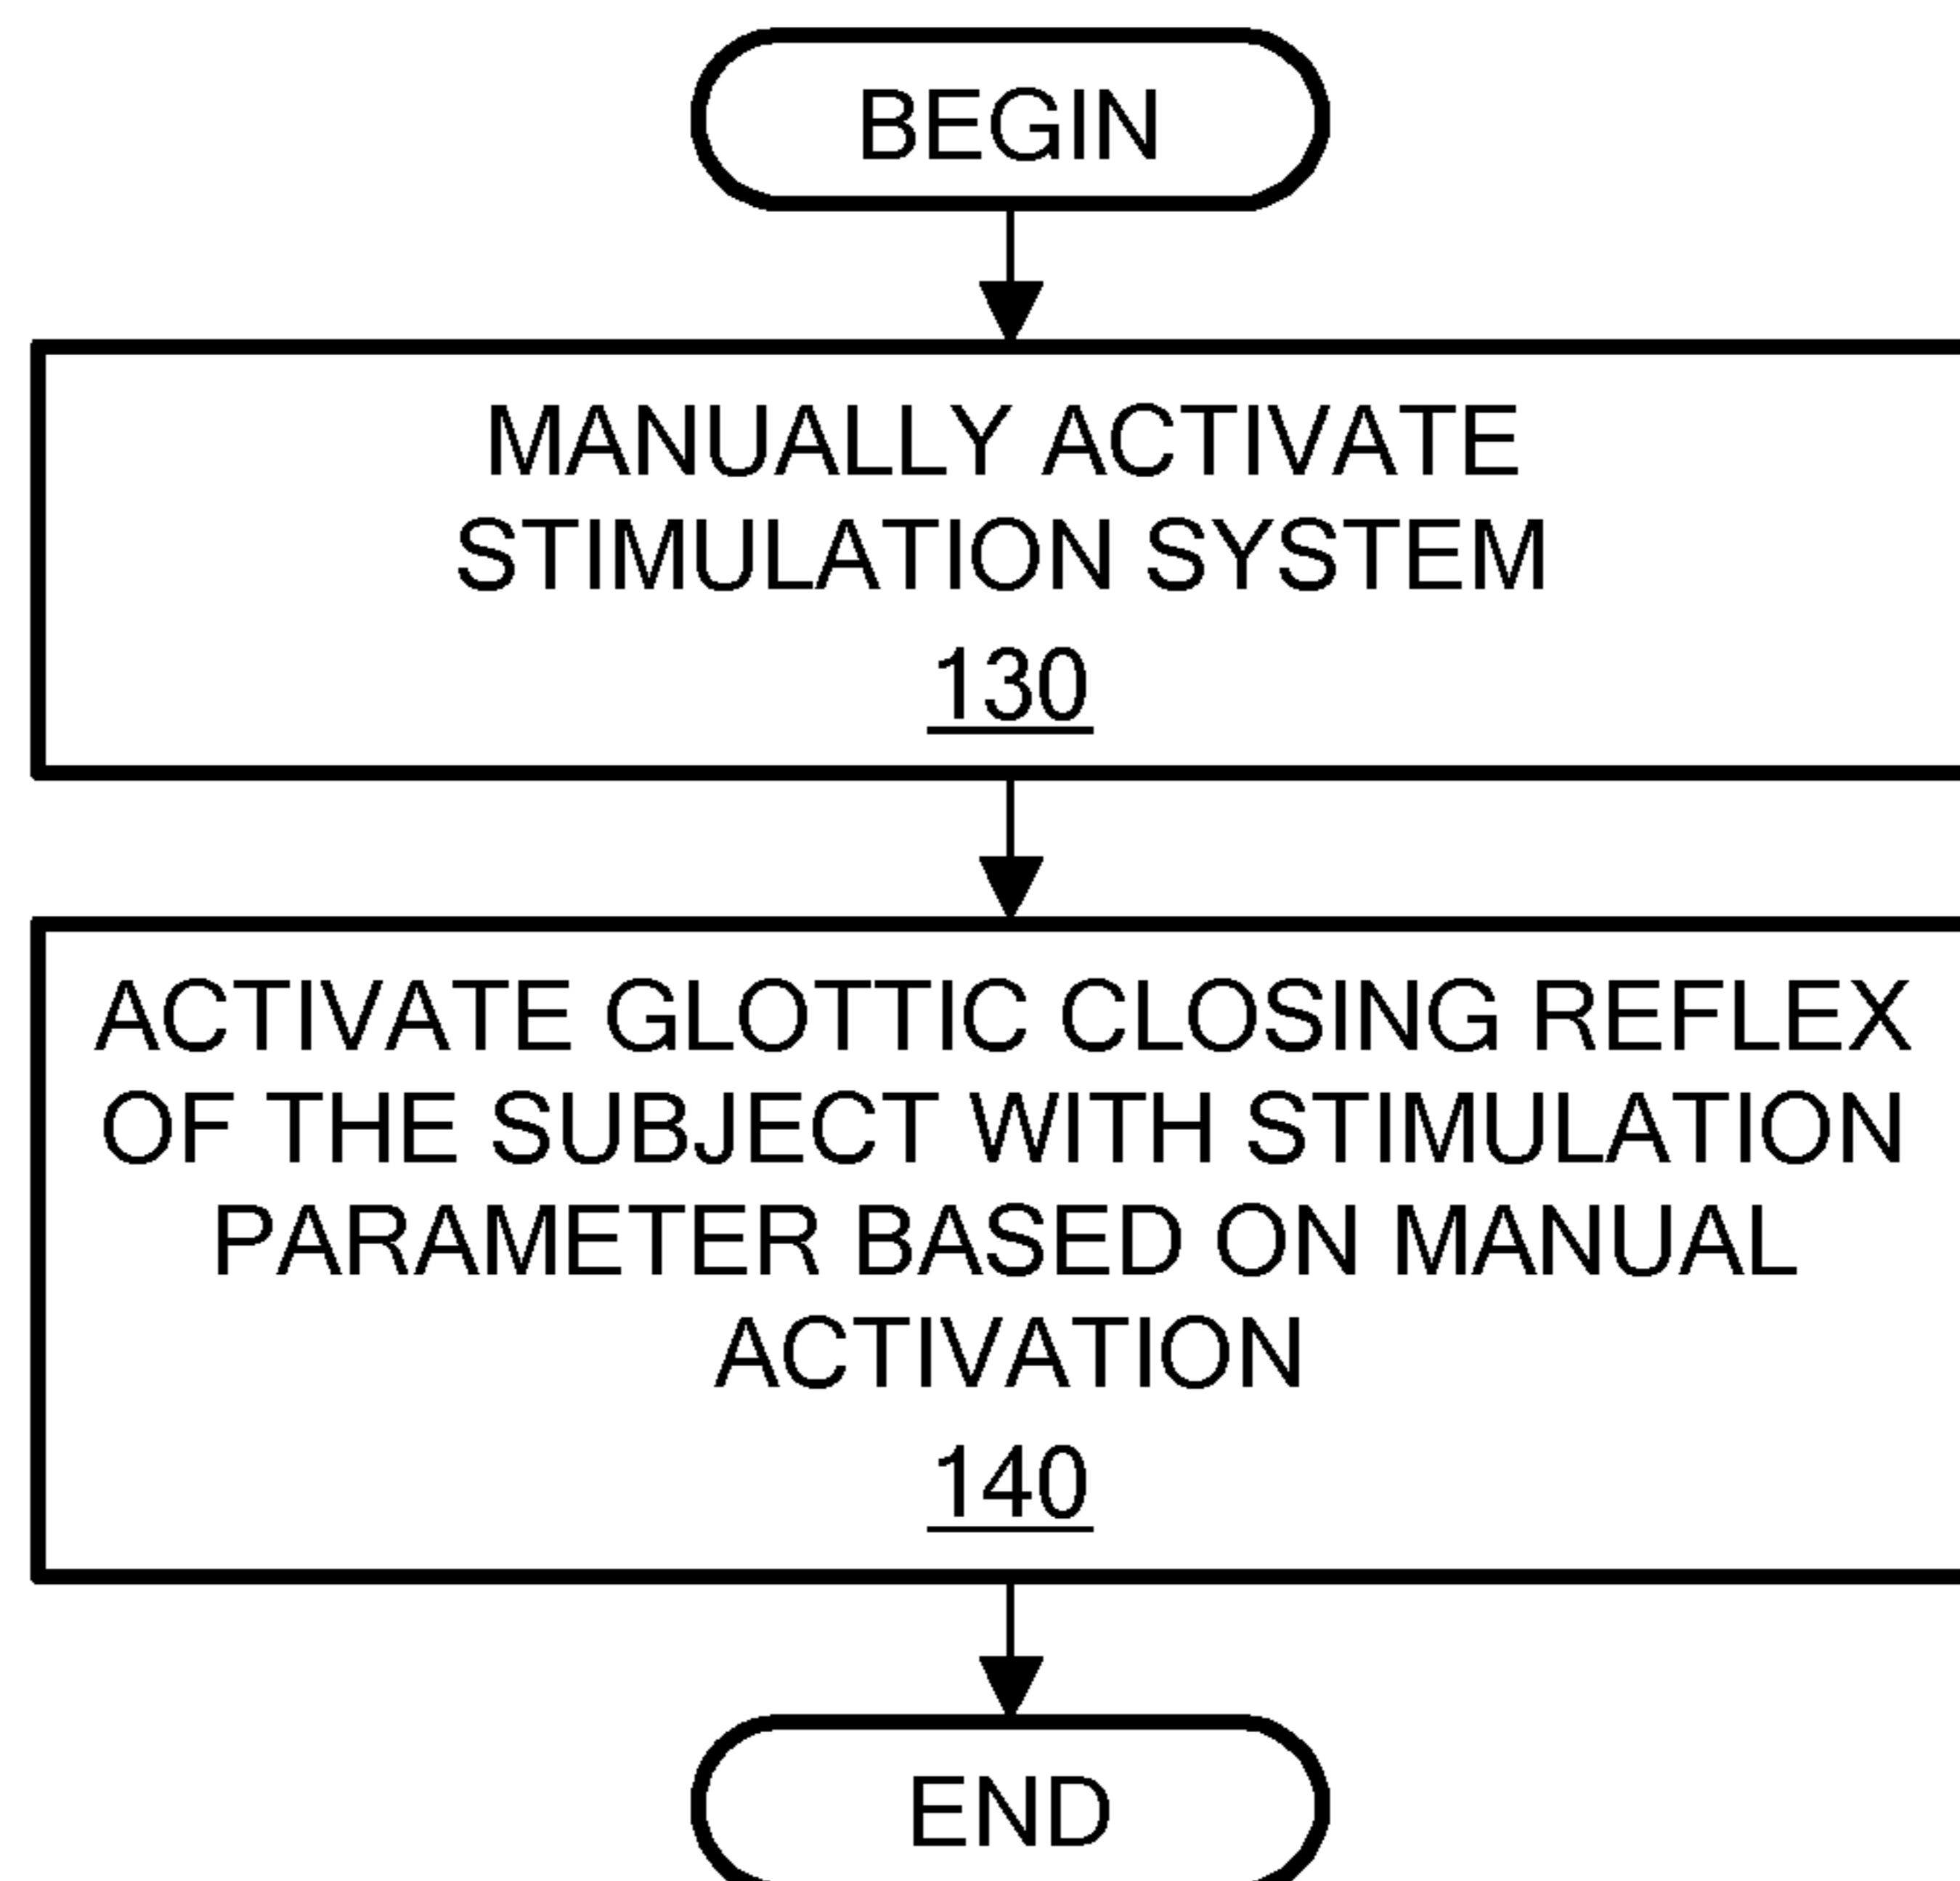 BEGIN
MANUALLY ACTIVATE
STIMULATION SYSTEM
130
ACTIVATE GLOTTIC CLOSING REFLEX
OF THE SUBJECT WITH STIMULATION
PARAMETER BASED ON MANUAL
ACTIVATION
140
END